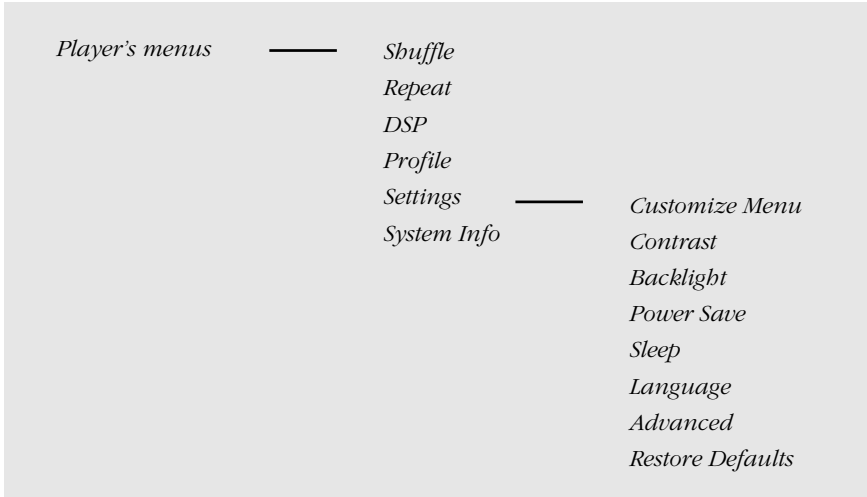 Player's menus
Shuffle
Repeat
DSP
Profile
Settings
System Info
Customize Menu
Contrast
Backlight
Power Save
Sleep
Language
Advanced
Restore Defaults